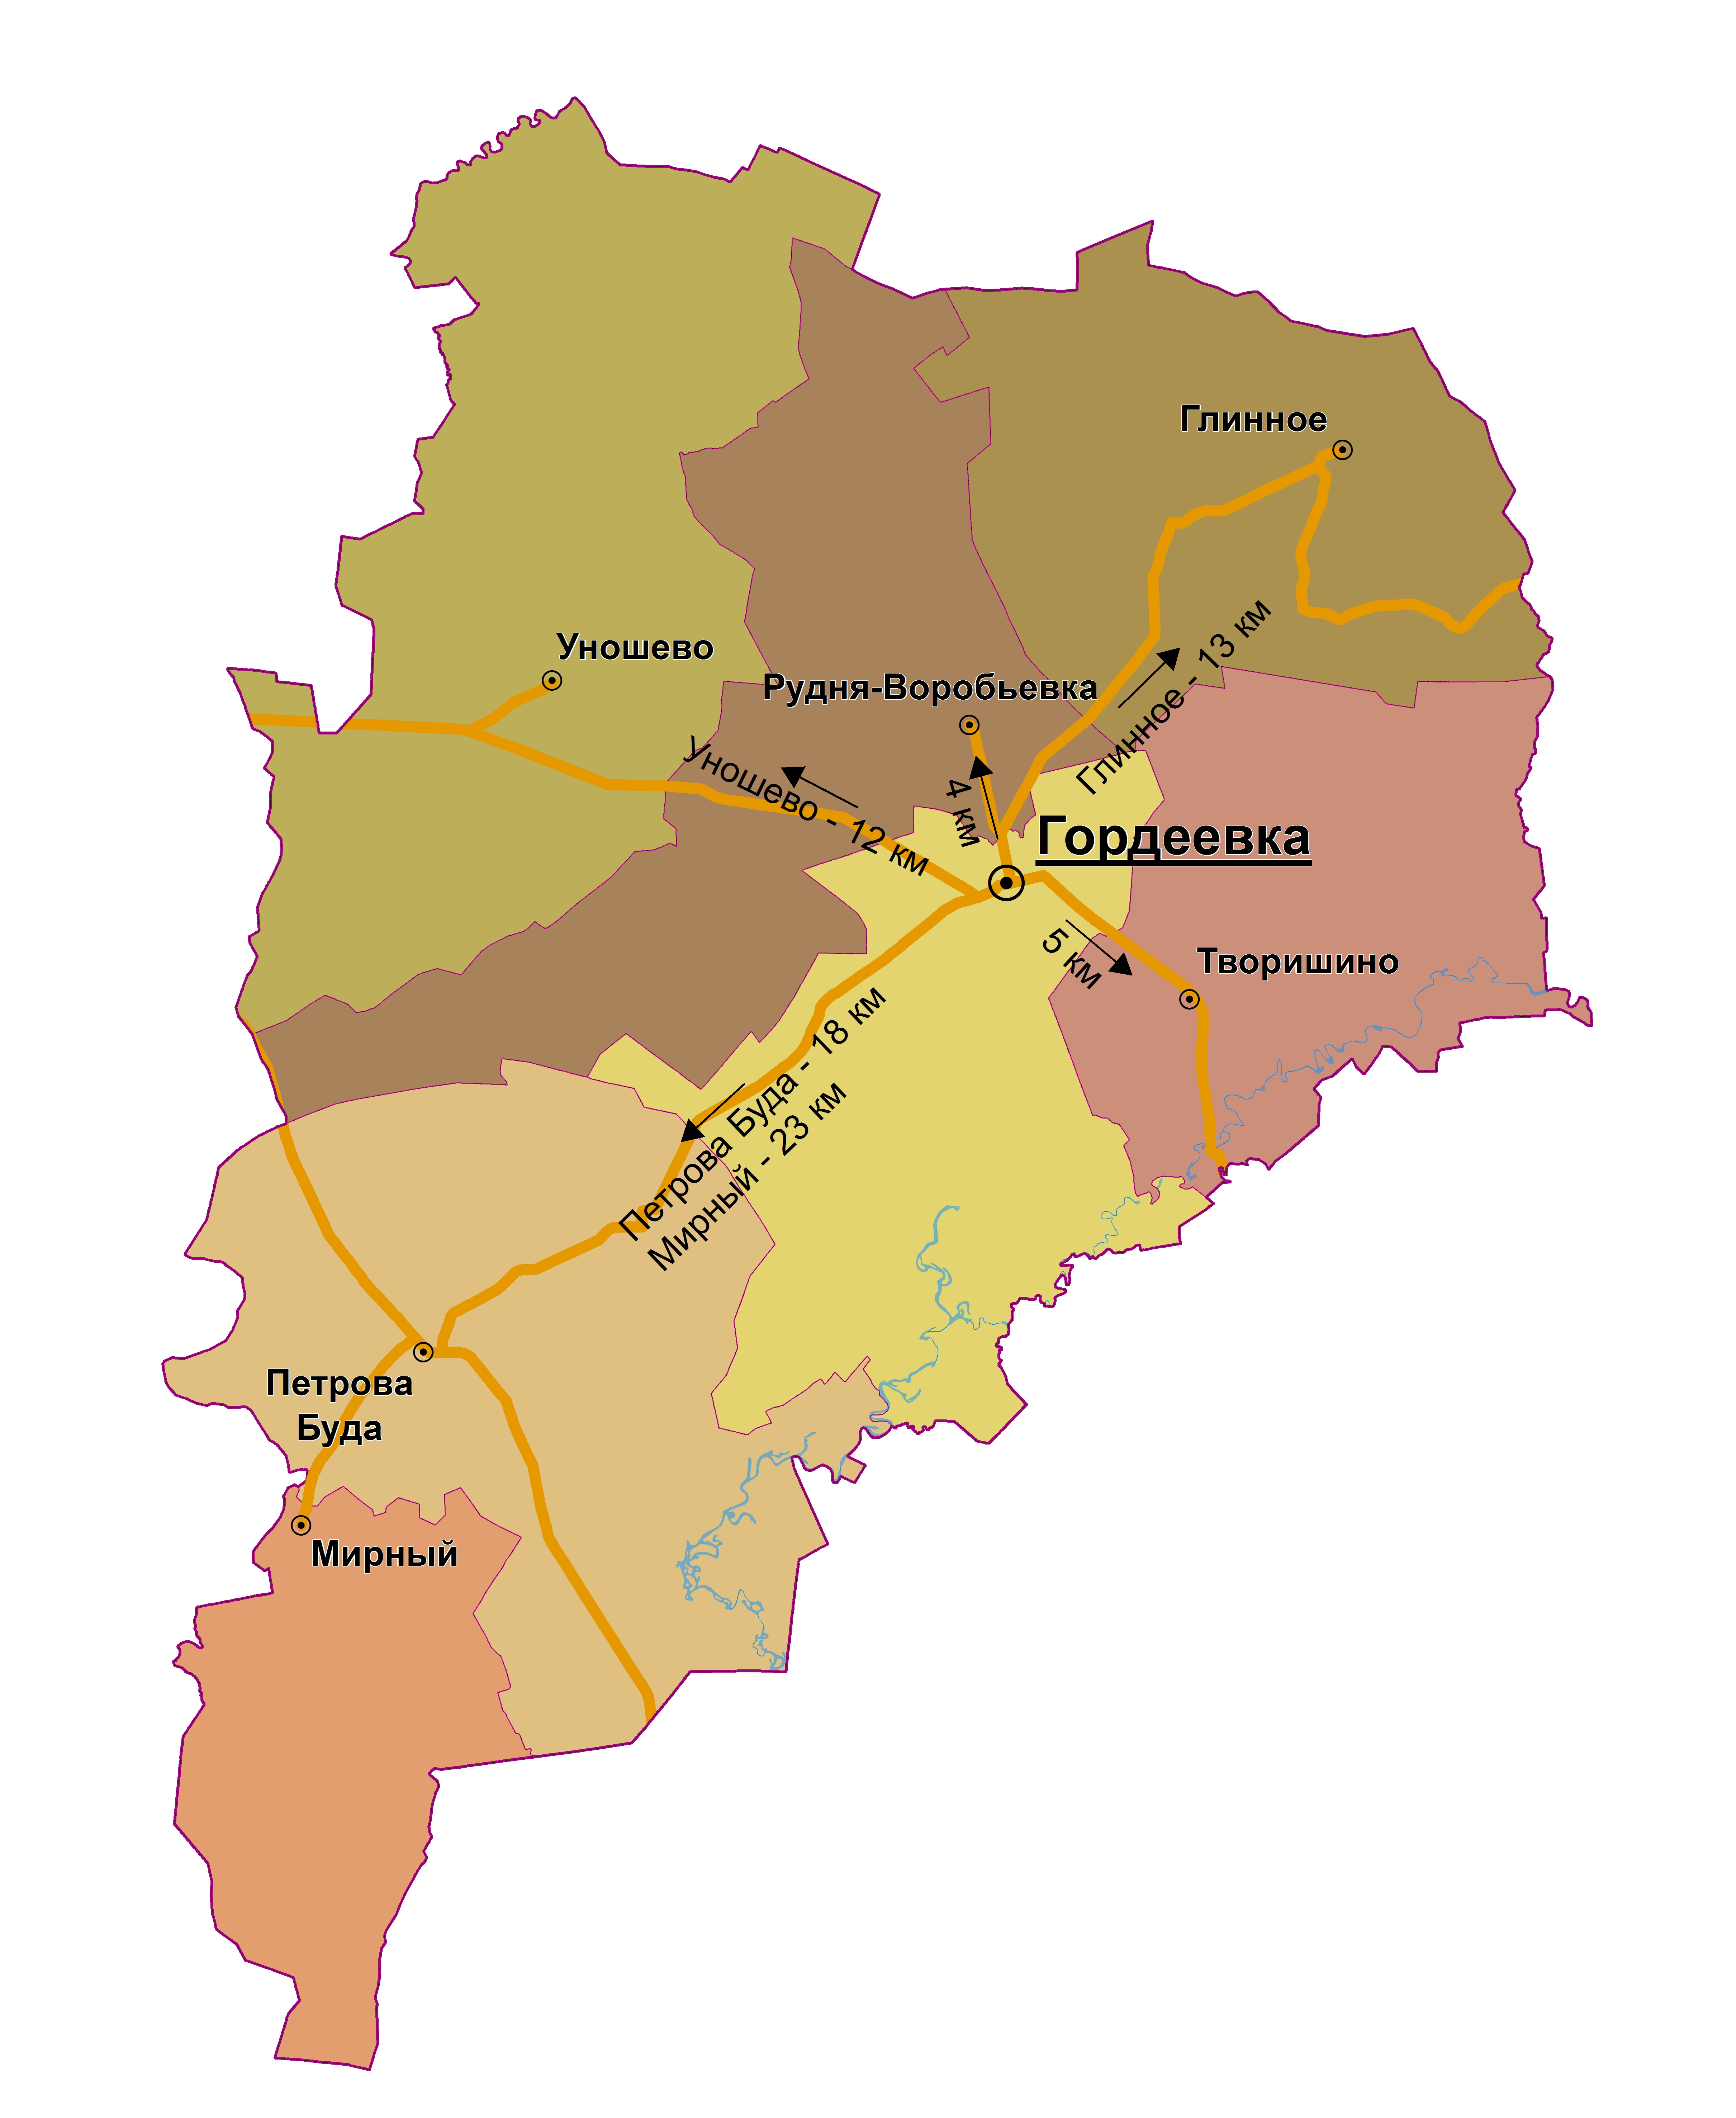 Глинное
Уношево
Рудня-Воробьевка
Глинное - 13 км
Уношево - 12 км
4 км
Гордеевка
5 км
Творишино
Петрова Буда - 18 км
Мирный - 23 км
Петрова
Буда
Мирный